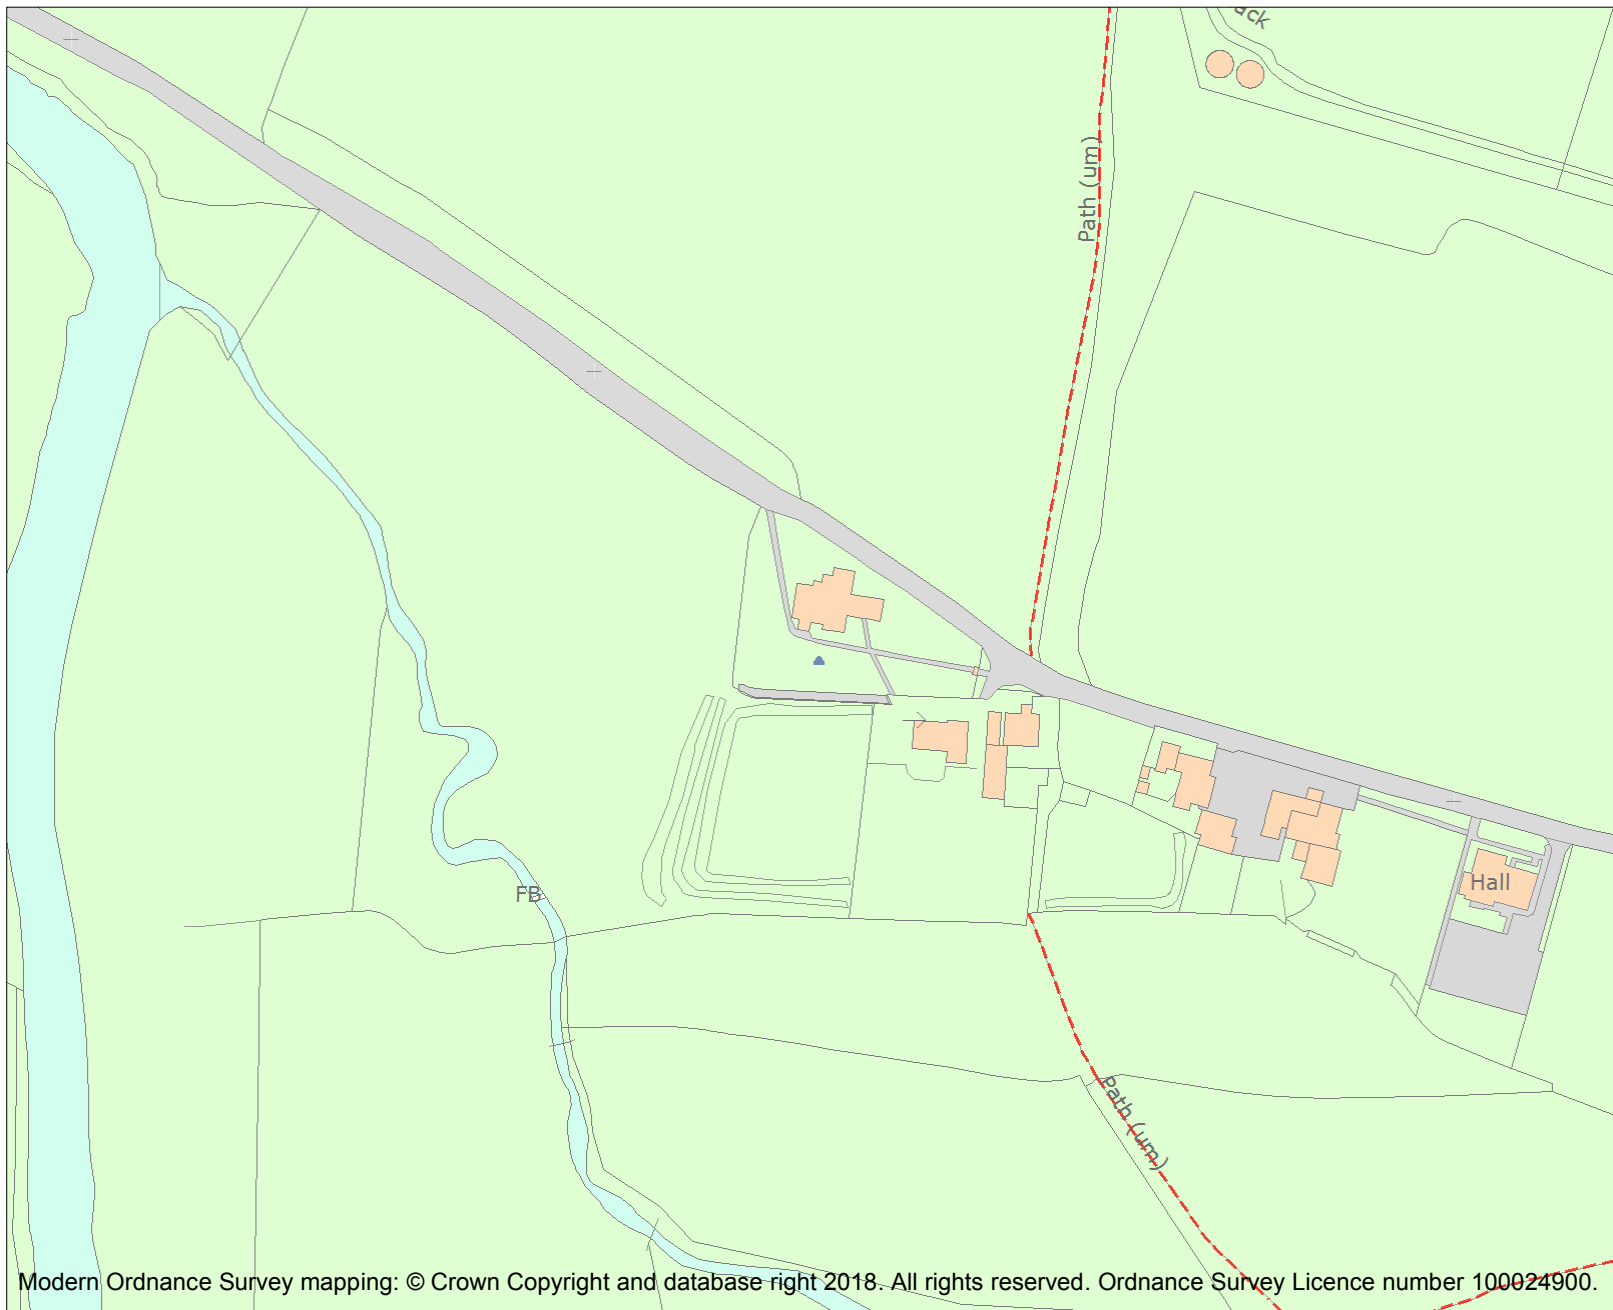 Path (um)
Hall
FB
Path (um)
Modern Ordnance Survey mapping: © Crown Copyright and database right 2018. All rights reserved. Ordnance Survey Licence number 100024900.